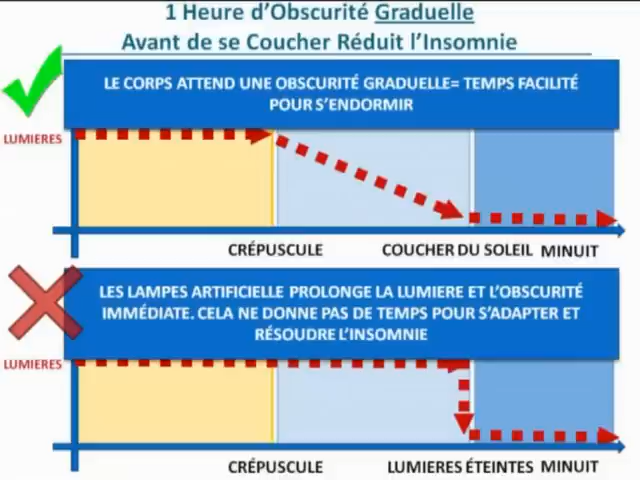 1 Heure d'Obscurité Graduelle
Avant de se Coucher Réduit l'Insomnie
LE CORPS ATTEND UNE OBSCURITÉ GRADUELLE= TEMPS FACILITÉ
POUR S'ENDORMIR
LUMIERES
CRÉPUSCULE COUCHER DU SOLEIL MINUIT
LES LAMPES ARTIFICIELLE PROLONGE LA LUMIERE ET L'OBSCURITÉ
IMMÉDIATE. CELA NE DONNE PAS DE TEMPS POUR S'ADAPTER ET
RÉSOUDRE L'INSOMNIE
LUMIERES
CRÉPUSCULE LUMIERES ÉTEINTES MINUIT